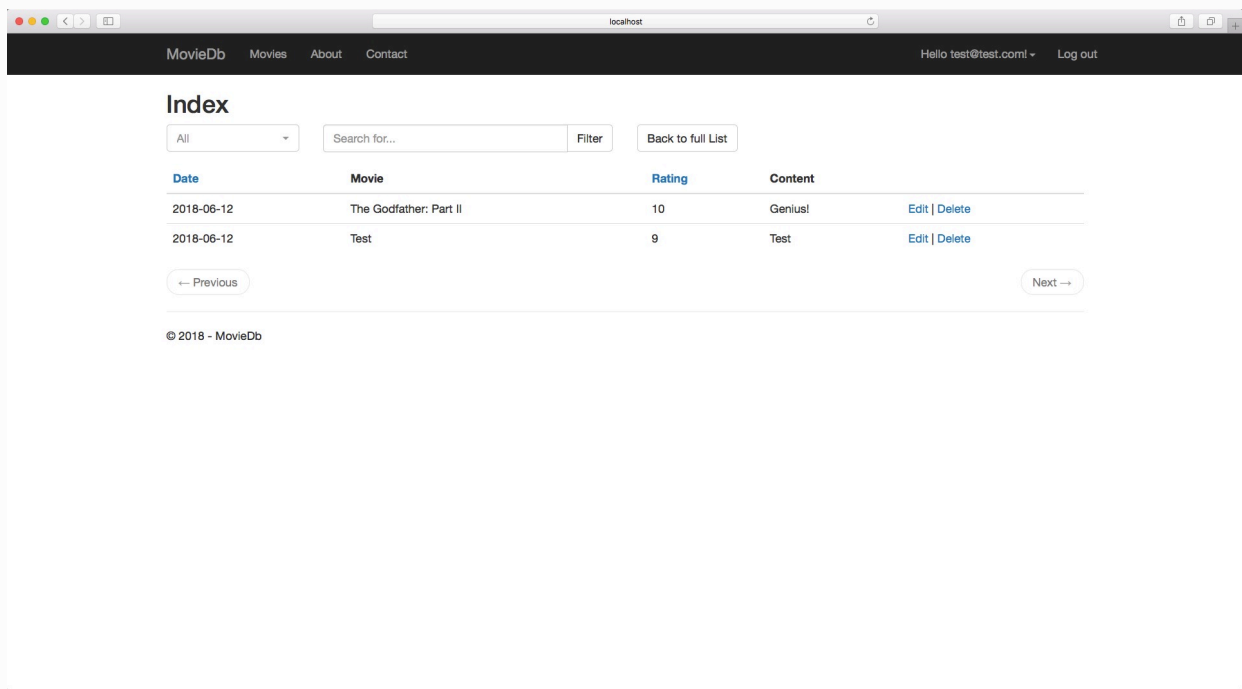 localhost
MovieDb Movies About Contact Hello test@test.com! Log out
Index
All Search for... Filter Back to full List
Date Movie Rating Content
2018-06-12 The Godfather: Part II 10 Genius! Edit | Delete
2018-06-12 Test 9 Test Edit | Delete
← Previous Next →
© 2018 - MovieDb